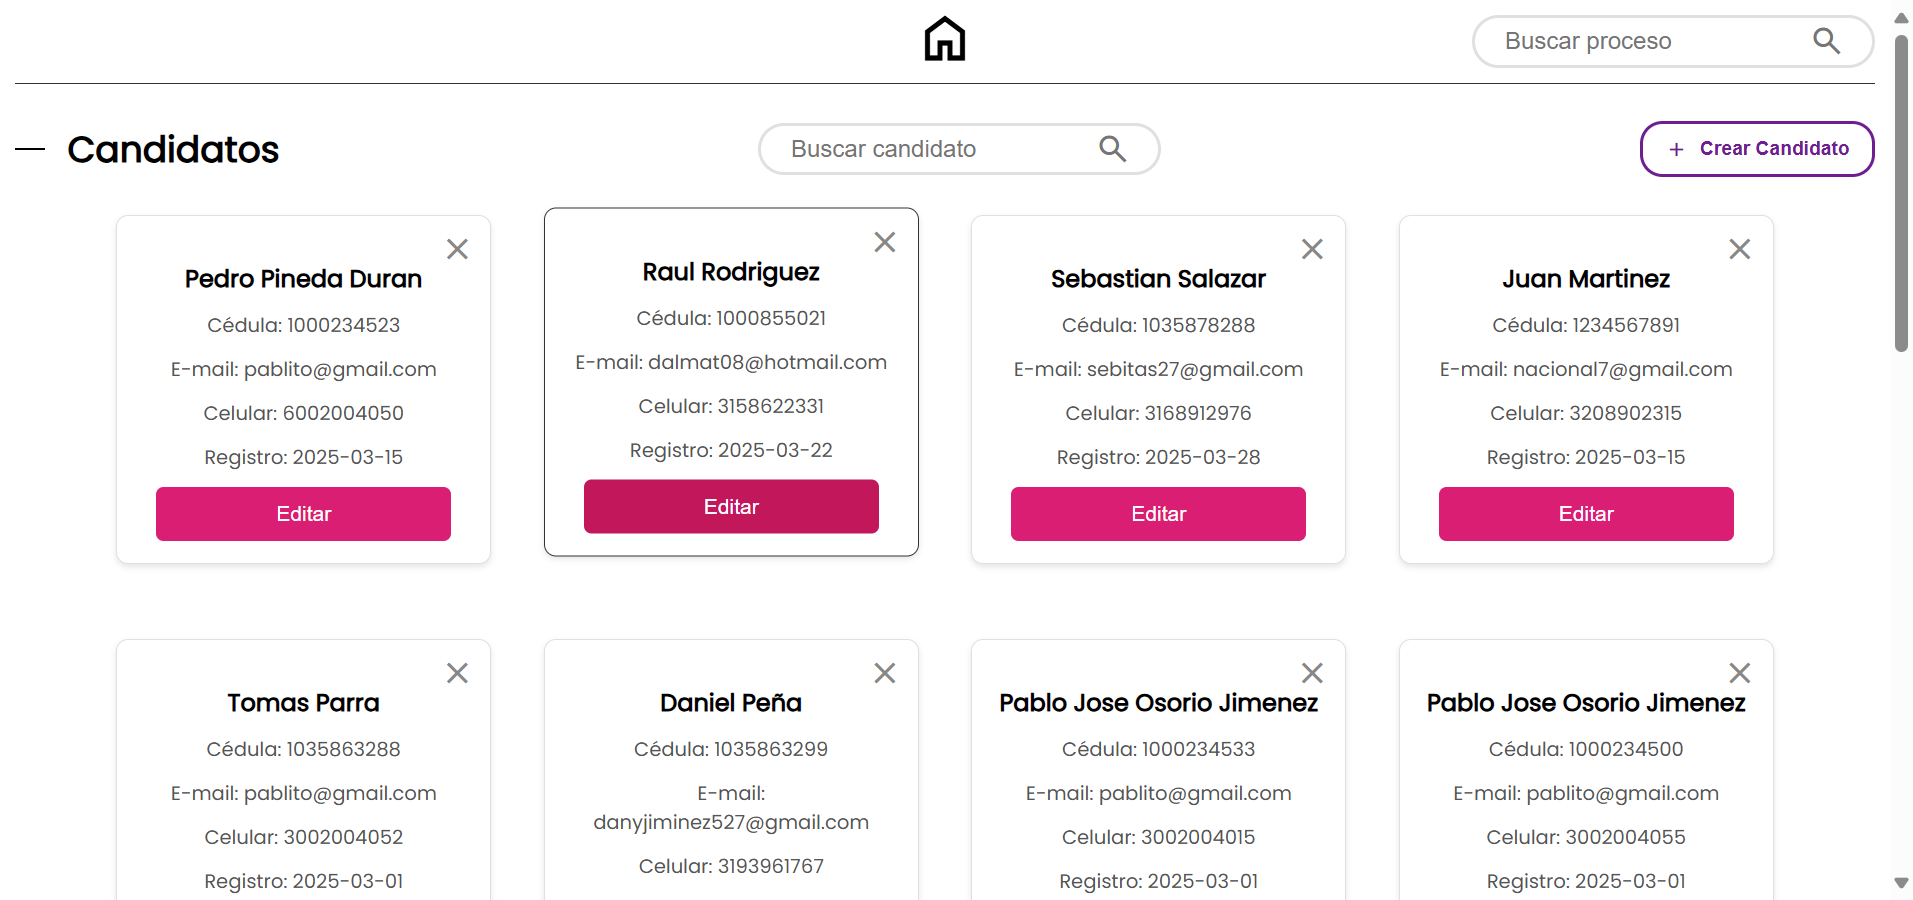 Buscar proceso
Candidatos
Buscar candidato
+ Crear Candidato
Pedro Pineda Duran
Cédula: 1000234523
E-mail: pablito@gmail.com
Celular: 6002004050
Registro: 2025-03-15
Editar
Raul Rodriguez
Cédula: 1000855021
E-mail: dalmat08@hotmail.com
Celular: 3158622331
Registro: 2025-03-22
Editar
Sebastian Salazar
Cédula: 1035878288
E-mail: sebitas27@gmail.com
Celular: 3168912976
Registro: 2025-03-28
Editar
Juan Martinez
Cédula: 1234567891
E-mail: nacional7@gmail.com
Celular: 3208902315
Registro: 2025-03-15
Editar
Tomas Parra
Cédula: 1035863288
E-mail: pablito@gmail.com
Celular: 3002004052
Registro: 2025-03-01
Daniel Peña
Cédula: 1035863299
E-mail:
danyjiminez527@gmail.com
Celular: 3193961767
Pablo Jose Osorio Jimenez
Cédula: 1000234533
E-mail: pablito@gmail.com
Celular: 3002004015
Registro: 2025-03-01
Pablo Jose Osorio Jimenez
Cédula: 1000234500
E-mail: pablito@gmail.com
Celular: 3002004055
Registro: 2025-03-01